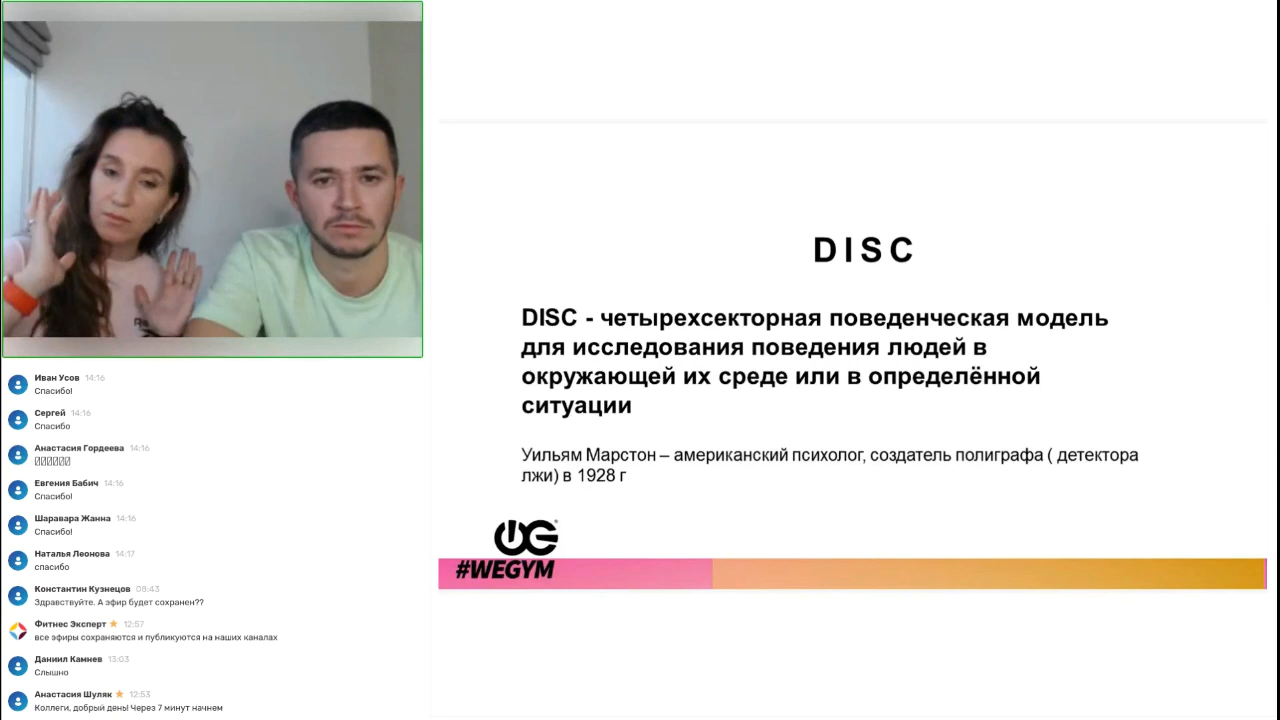 Иван Усов 14:16
Спасибо!
Сергей 14:16
Спасибо
Анастасия Гордеева 14:16
Евгения Бабич 14:16
Спасибо!
Шаравара Жанна 14:16
Спасибо!
Наталья Леонова 14:17
спасибо
Константин Кузнецов 08:43
Здравствуйте. А эфир будет сохранен??
Фитнес Эксперт 12:57
все эфиры сохраняются и публикуются на наших каналах
Даниил Камнев 13:03
Слышно
Анастасия Шуляк 12:53
Коллеги, добрый день! Через 7 минут начнем
DISC
DISC - четырехсекторная поведенческая модель
для исследования поведения людей в
окружающей их среде или в определённой
ситуации
Уильям Марстон – американский психолог, создатель полиграфа ( детектора
лжи) в 1928 г
WG
#WEGYM